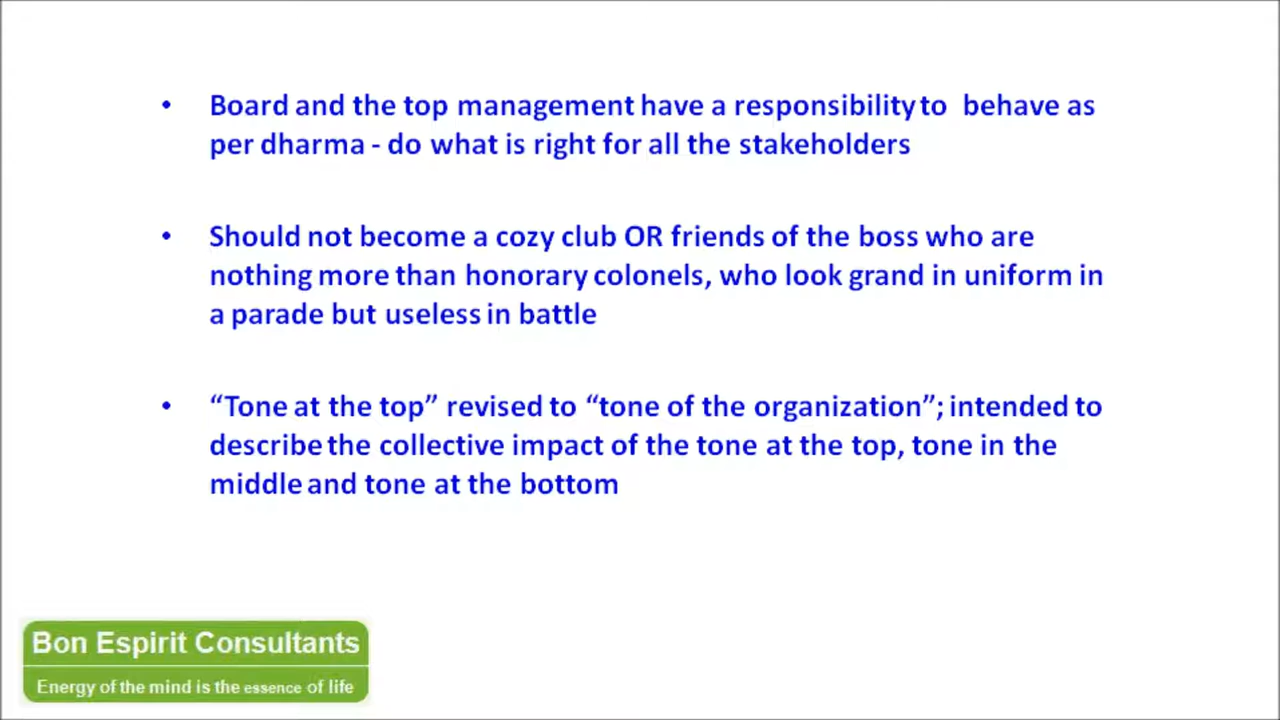 • Board and the top management have a responsibility to behave as
per dharma - do what is right for all the stakeholders
• Should not become a cozy club OR friends of the boss who are
nothing more than honorary colonels, who look grand in uniform in
a parade but useless in battle
• “Tone at the top” revised to “tone of the organization”; intended to
describe the collective impact of the tone at the top, tone in the
middle and tone at the bottom
Bon Espirit Consultants
Energy of the mind is the essence of life